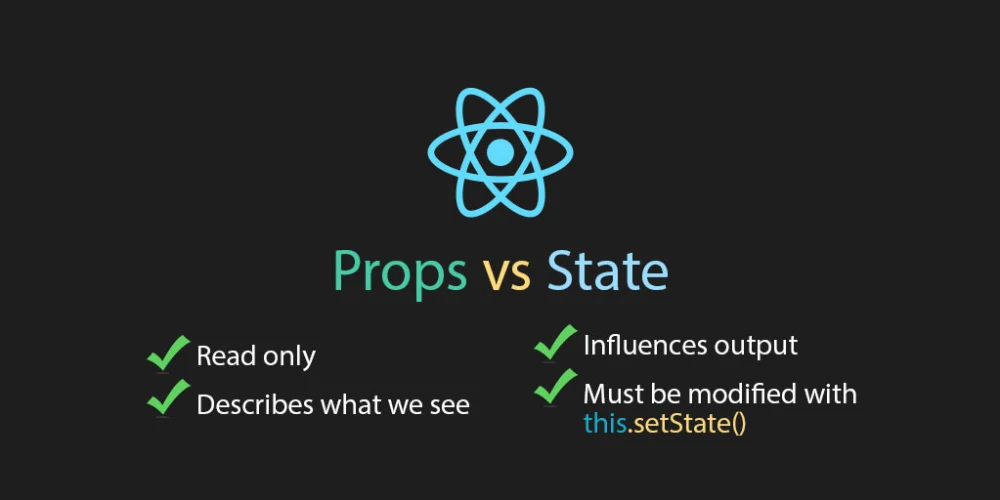 Props vs State
Read only
Describes what we see
Influences output
Must be modified with
this.setState()